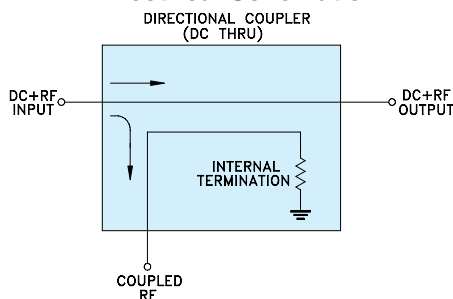 DIRECTIONAL COUPLER
(DC THRU)
DC+RF
INPUT
DC+RF
OUTPUT
INTERNAL
TERMINATION
COUPLED
RF